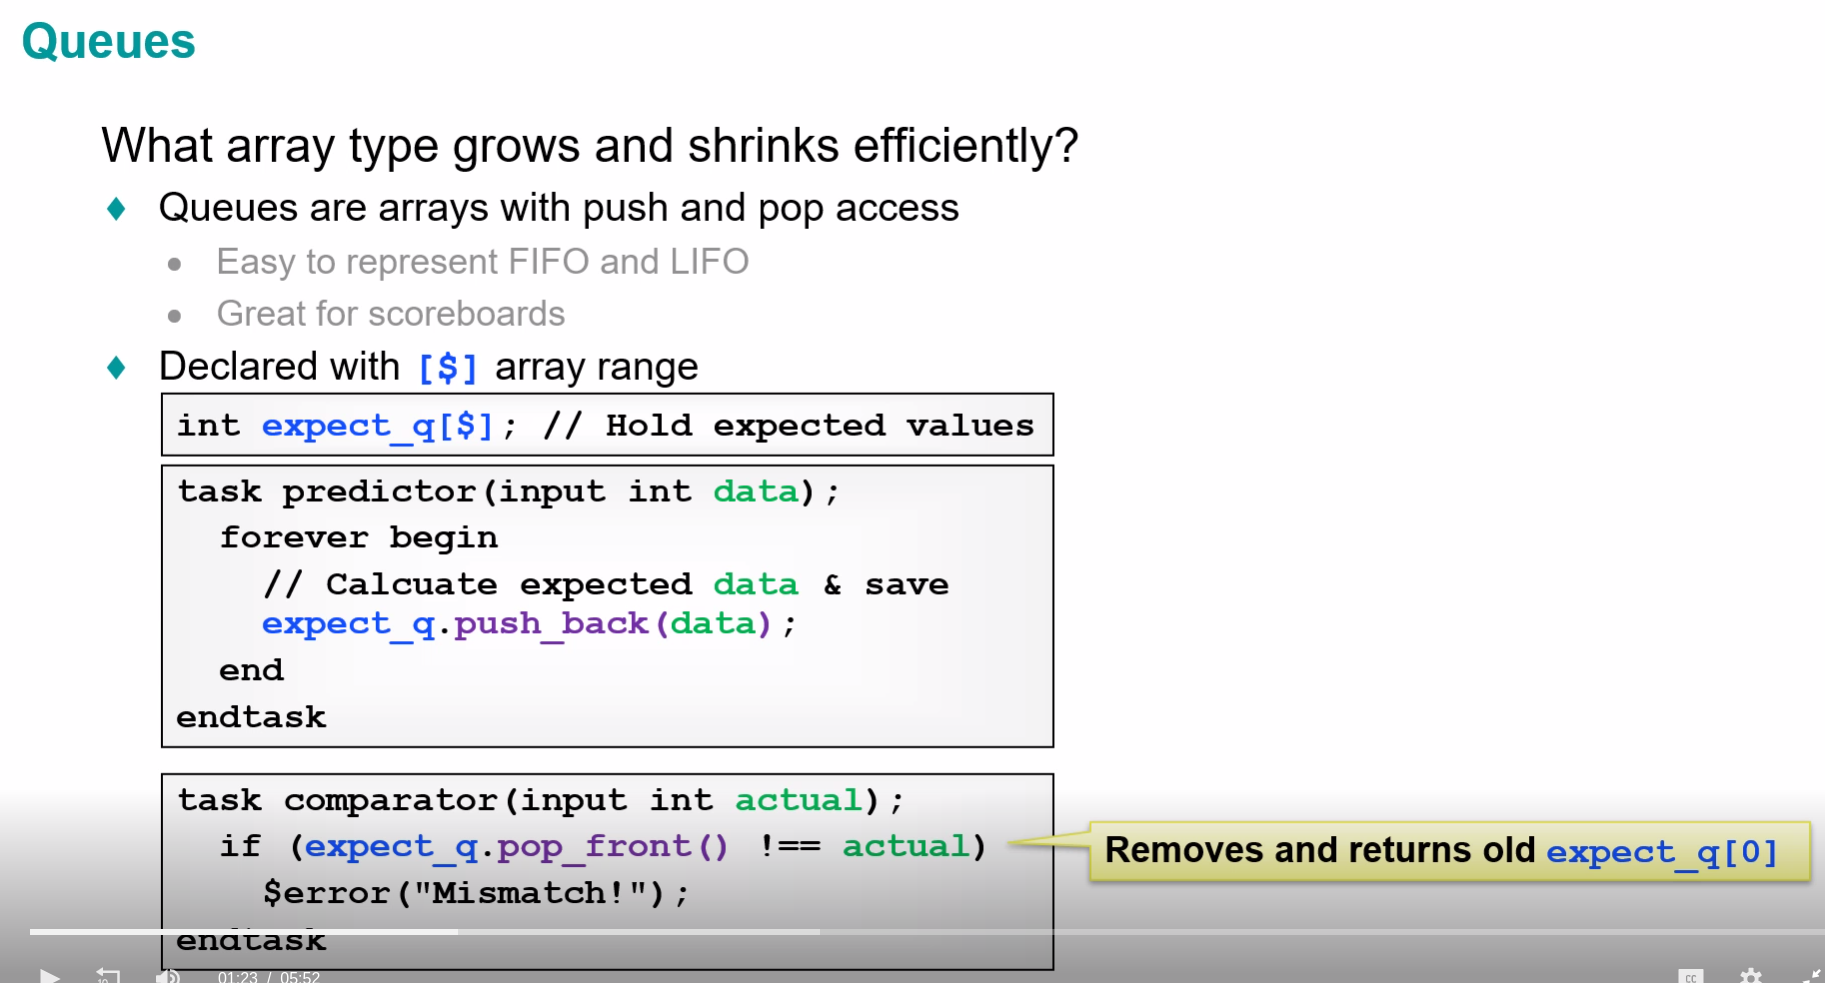 Queues
What array type grows and shrinks efficiently?
♦ Queues are arrays with push and pop access
● Easy to represent FIFO and LIFO
● Great for scoreboards
♦ Declared with [$] array range
int expect_q[$]; // Hold expected values
task predictor(input int data);
forever begin
// Calcuate expected data & save
expect_q.push_back(data);
end
endtask
task comparator(input int actual);
if (expect_q.pop_front() !== actual)
Removes and returns old expect_q[0]
$error("Mismatch!");
endtask
10
01:23 / 05:52
CC